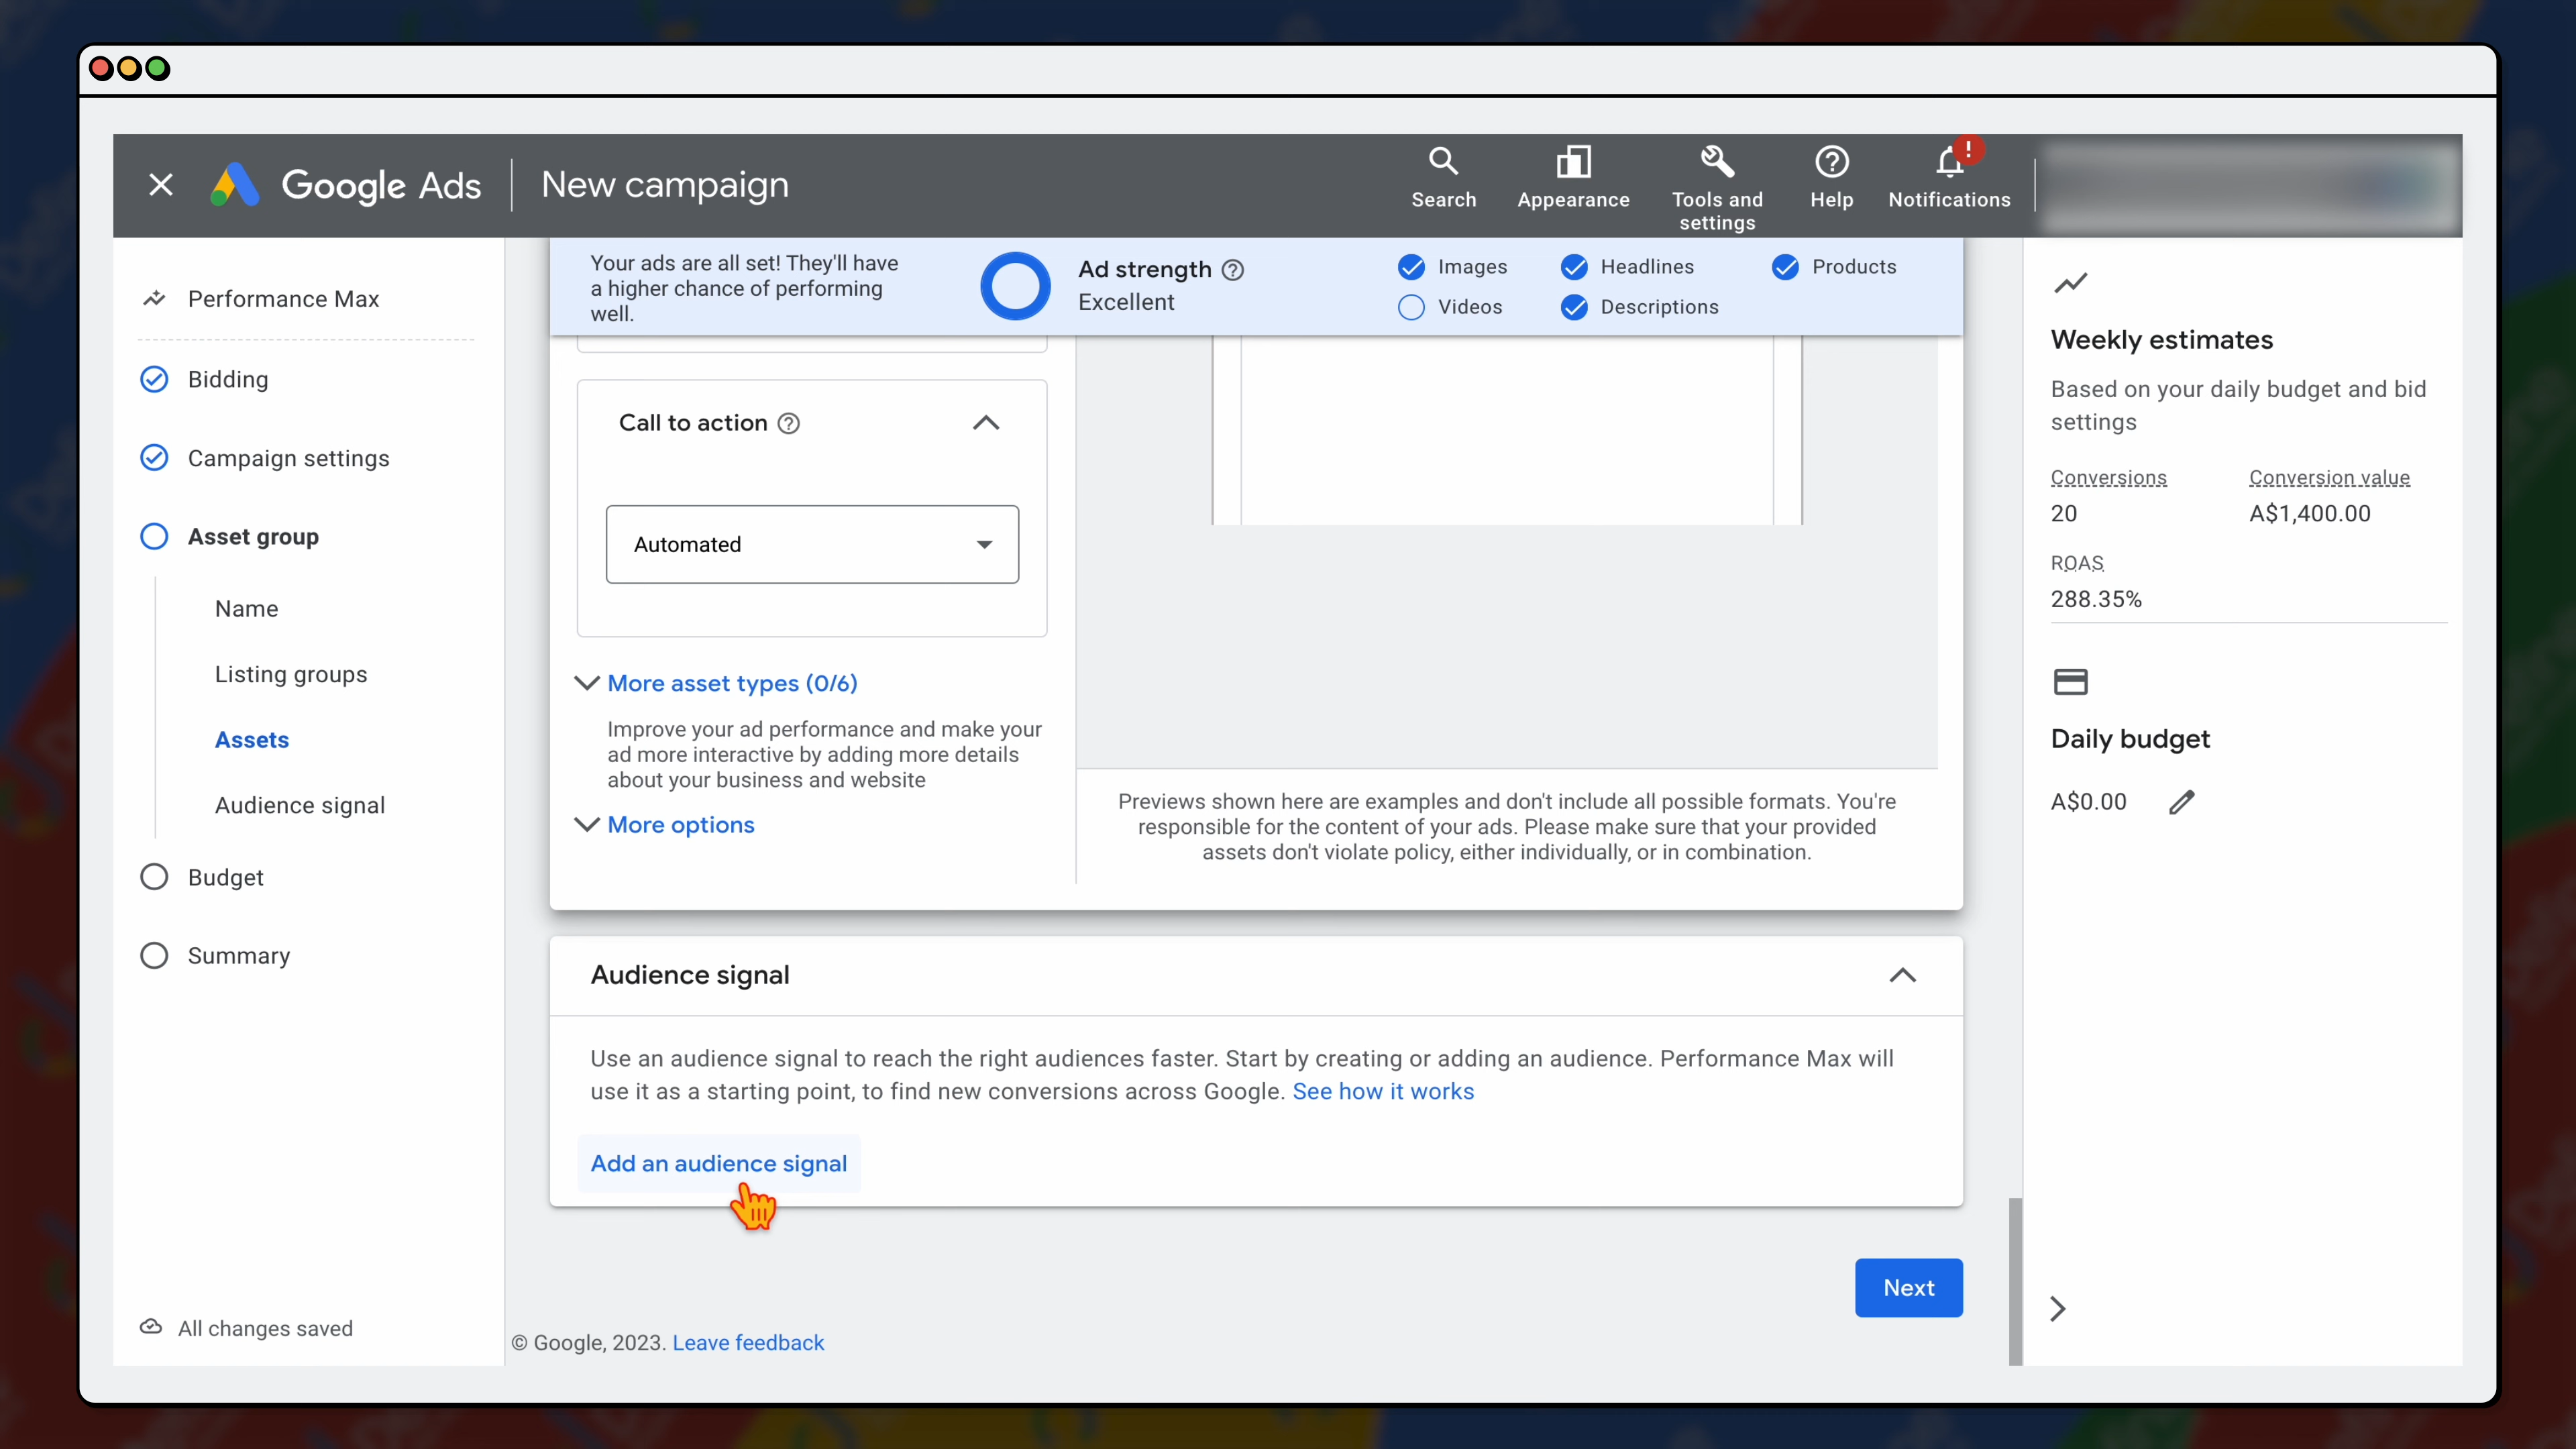 Google Ads
New campaign
Search
Appearance
Tools and
settings
Help
Notifications
!
Performance Max
Bidding
Campaign settings
Asset group
Name
Listing groups
Assets
Audience signal
Budget
Summary
All changes saved
Your ads are all set! They'll have
a higher chance of performing
well.
Ad strength ?
Excellent
Images
Videos
Headlines
Descriptions
Products
Call to action ?
Automated
More asset types (0/6)
Improve your ad performance and make your
ad more interactive by adding more details
about your business and website
More options
Previews shown here are examples and don't include all possible formats. You're
responsible for the content of your ads. Please make sure that your provided
assets don't violate policy, either individually, or in combination.
Audience signal
Use an audience signal to reach the right audiences faster. Start by creating or adding an audience. Performance Max will
use it as a starting point, to find new conversions across Google. See how it works
Add an audience signal
Next
© Google, 2023. Leave feedback
Weekly estimates
Based on your daily budget and bid
settings
Conversions
20
Conversion value
A$1,400.00
ROAS
288.35%
Daily budget
A$0.00